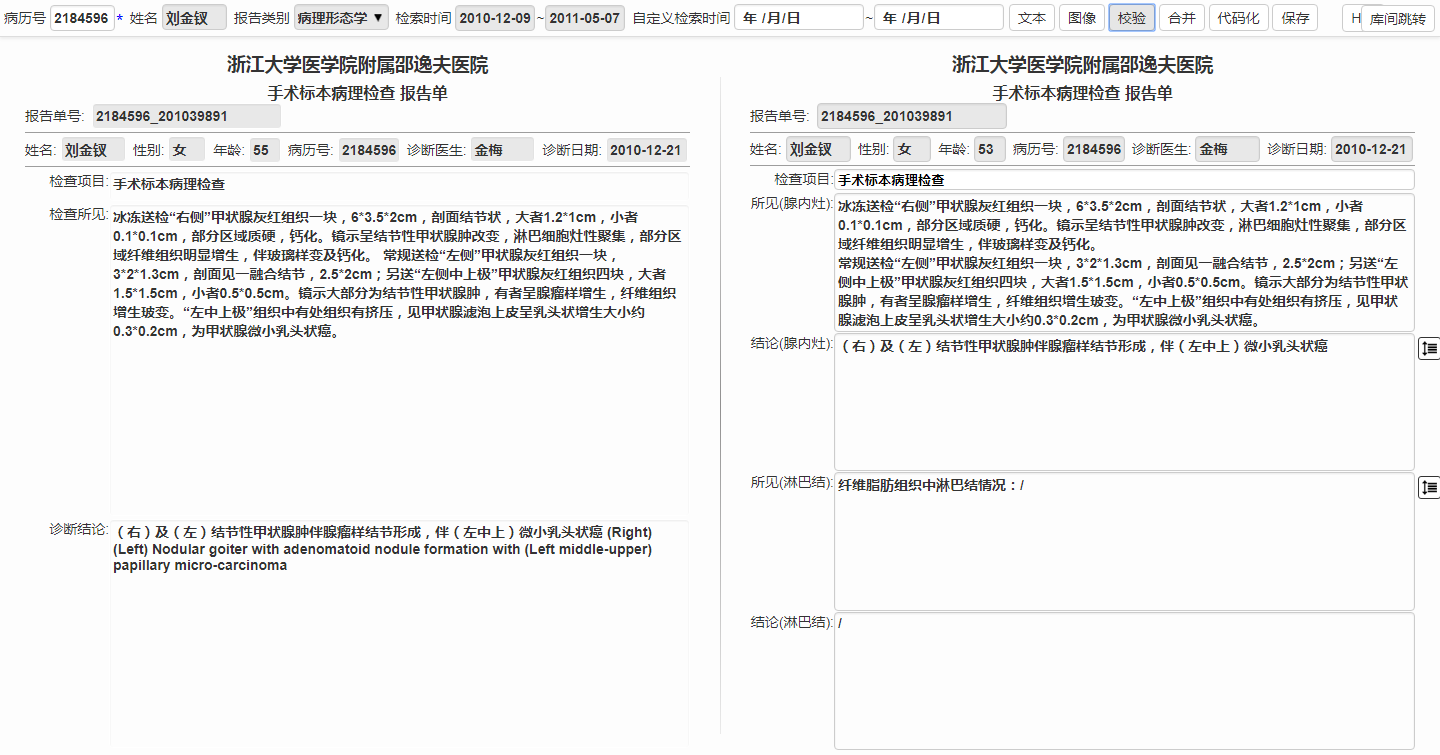 病历号 2184596 * 姓名 刘金钗 报告类别 病理形态学 ▼ 检索时间 2010-12-09 ~ 2011-05-07 自定义检索时间 年 /月/日 ~ 年 /月/日 文本 图像 校验 合并 代码化 保存 H 库间跳转
浙江大学医学院附属邵逸夫医院
手术标本病理检查 报告单
报告单号: 2184596_201039891
姓名: 刘金钗 性别: 女 年龄: 55 病历号: 2184596 诊断医生: 金梅 诊断日期: 2010-12-21
检查项目: 手术标本病理检查
检查所见: 冰冻送检“右侧”甲状腺灰红组织一块，6*3.5*2cm，剖面结节状，大者1.2*1cm，小者
0.1*0.1cm，部分区域质硬，钙化。镜示呈结节性甲状腺肿改变，淋巴细胞灶性聚集，部分区
域纤维组织明显增生，伴玻璃样变及钙化。 常规送检“左侧”甲状腺灰红组织一块，
3*2*1.3cm，剖面见一融合结节，2.5*2cm；另送“左侧中上极”甲状腺灰红组织四块，大者
1.5*1.5cm，小者0.5*0.5cm。镜示大部分为结节性甲状腺肿，有者呈腺瘤样增生，纤维组织
增生玻变。“左中上极”组织中有处组织有挤压，见甲状腺滤泡上皮呈乳头状增生大小约
0.3*0.2cm，为甲状腺微小乳头状癌。
诊断结论: （右）及（左）结节性甲状腺肿伴腺瘤样结节形成，伴（左中上）微小乳头状癌 (Right)
(Left) Nodular goiter with adenomatoid nodule formation with (Left middle-upper)
papillary micro-carcinoma
浙江大学医学院附属邵逸夫医院
手术标本病理检查 报告单
报告单号: 2184596_201039891
姓名: 刘金钗 性别: 女 年龄: 53 病历号: 2184596 诊断医生: 金梅 诊断日期: 2010-12-21
检查项目: 手术标本病理检查
所见(腺内灶): 冰冻送检“右侧”甲状腺灰红组织一块，6*3.5*2cm，剖面结节状，大者1.2*1cm，小者
0.1*0.1cm，部分区域质硬，钙化。镜示呈结节性甲状腺肿改变，淋巴细胞灶性聚集，部分区
域纤维组织明显增生，伴玻璃样变及钙化。
常规送检“左侧”甲状腺灰红组织一块，3*2*1.3cm，剖面见一融合结节，2.5*2cm；另送“左
侧中上极”甲状腺灰红组织四块，大者1.5*1.5cm，小者0.5*0.5cm。镜示大部分为结节性甲状
腺肿，有者呈腺瘤样增生，纤维组织增生玻变。“左中上极”组织中有处组织有挤压，见甲状
腺滤泡上皮呈乳头状增生大小约0.3*0.2cm，为甲状腺微小乳头状癌。
结论(腺内灶): （右）及（左）结节性甲状腺肿伴腺瘤样结节形成，伴（左中上）微小乳头状癌
所见(淋巴结): 纤维脂肪组织中淋巴结情况：/
结论(淋巴结): /